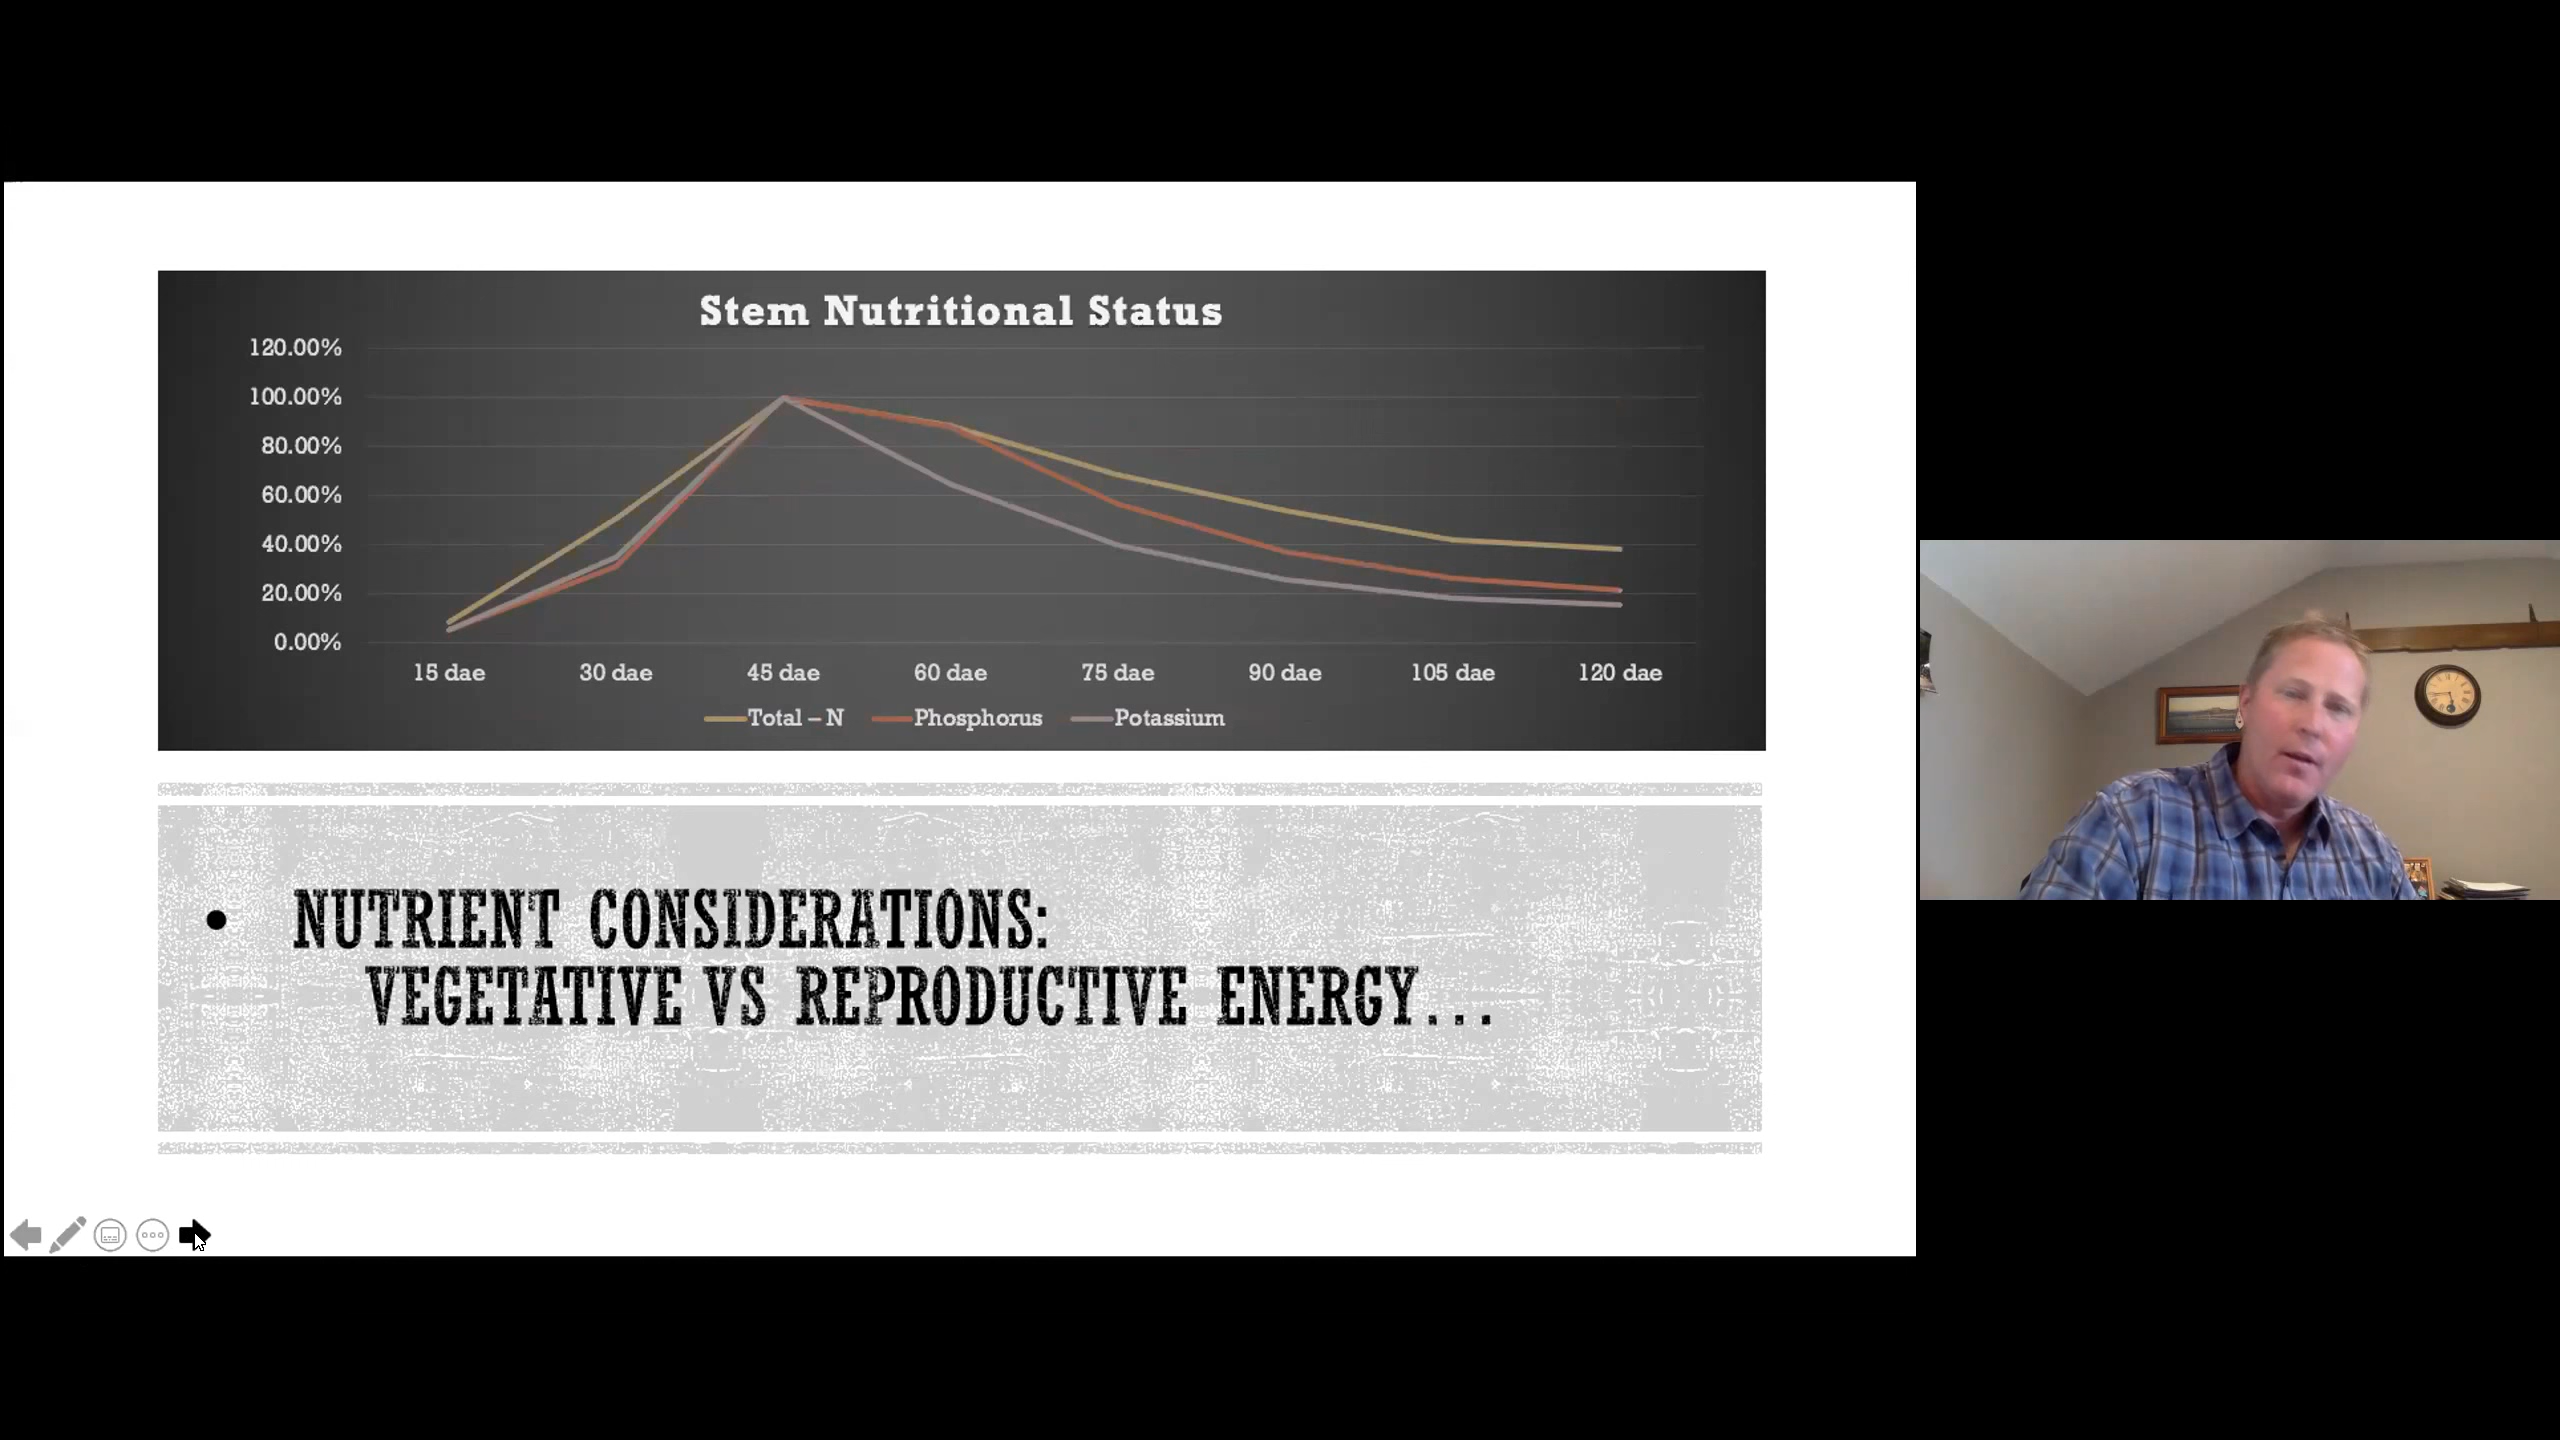 Stem Nutritional Status
120.00%
100.00%
80.00%
60.00%
40.00%
20.00%
0.00%
15 dae 30 dae 45 dae 60 dae 75 dae 90 dae 105 dae 120 dae
Total – N Phosphorus Potassium
• NUTRIENT CONSIDERATIONS:
VEGETATIVE VS REPRODUCTIVE ENERGY...